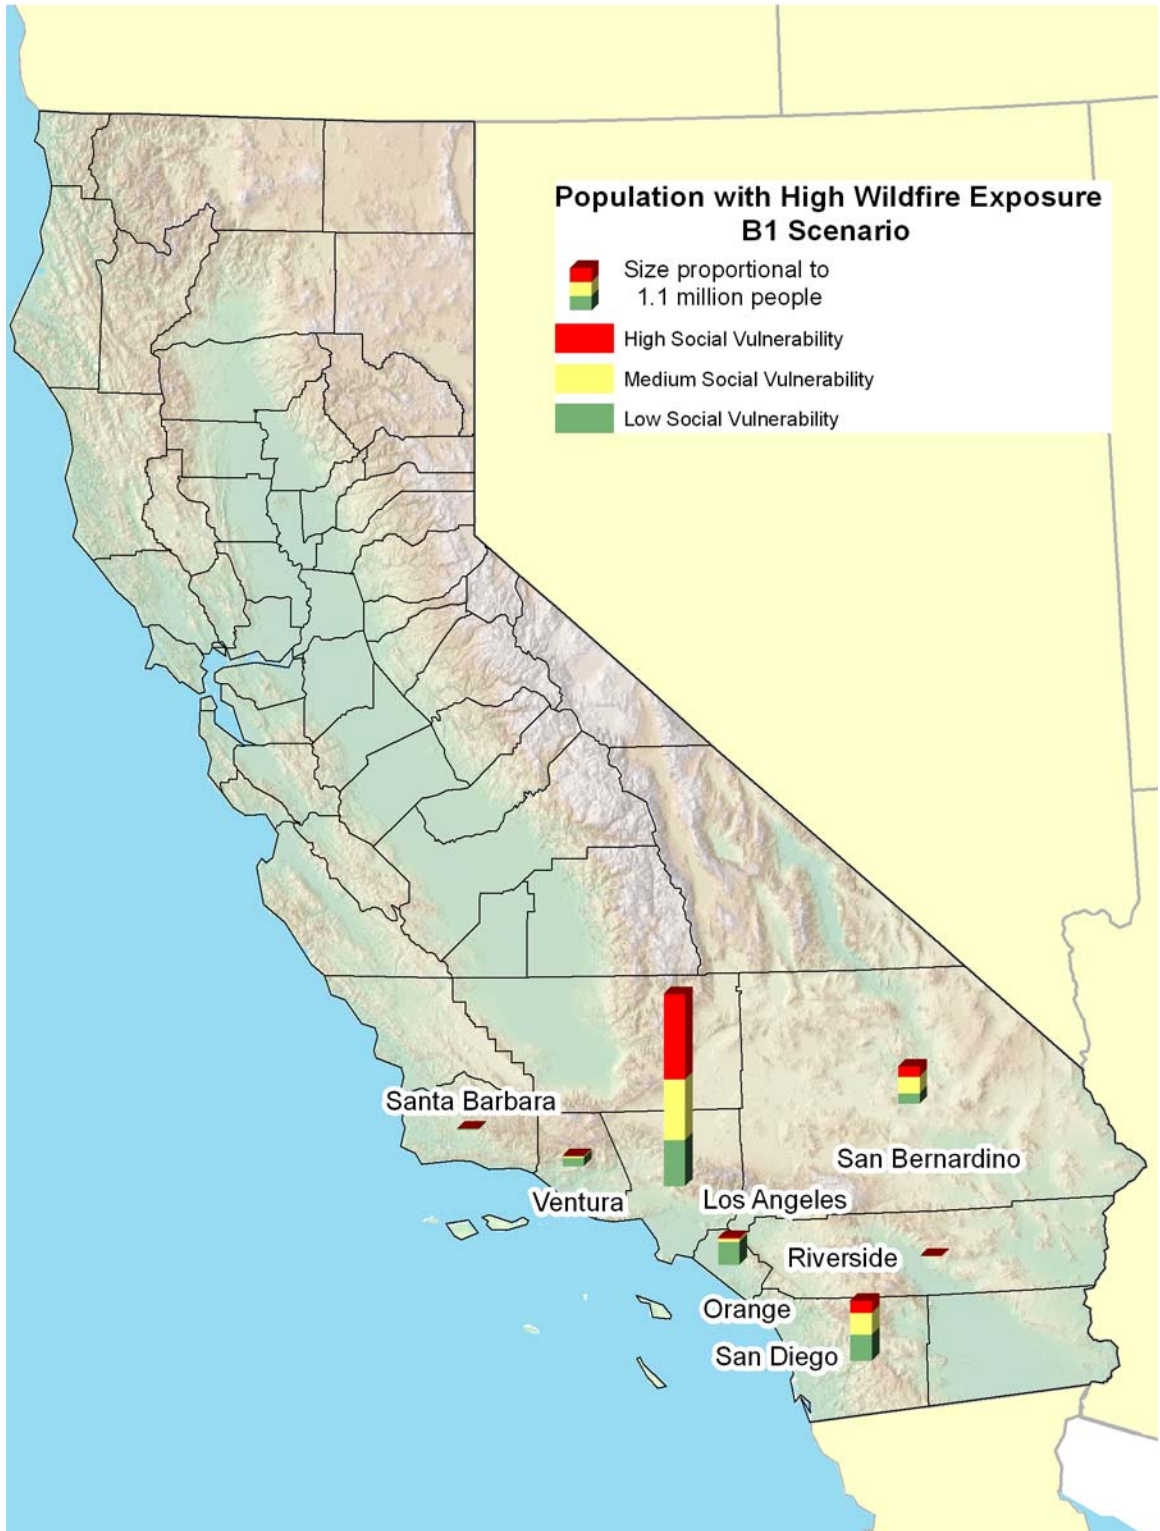 Population with High Wildfire Exposure
B1 Scenario
Size proportional to
1.1 million people
High Social Vulnerability
Medium Social Vulnerability
Low Social Vulnerability
Santa Barbara
Ventura
Los Angeles
San Bernardino
Riverside
Orange
San Diego